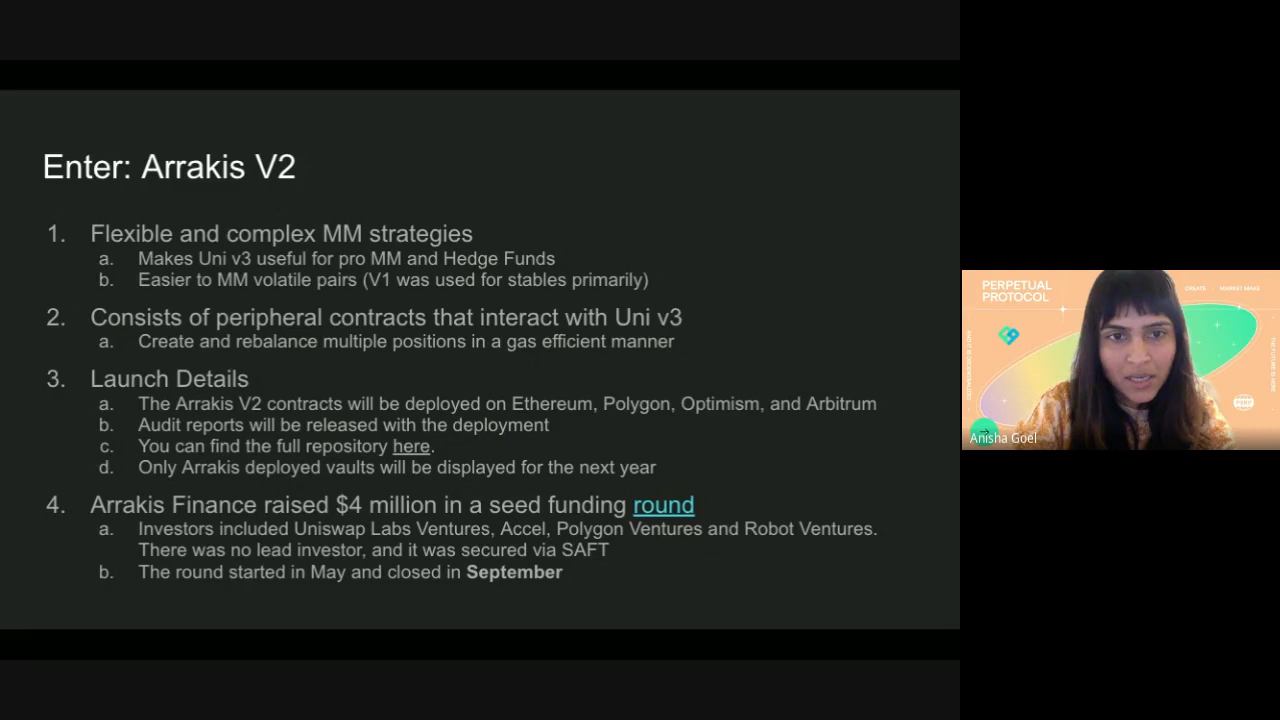 Enter: Arrakis V2
1. Flexible and complex MM strategies
a. Makes Uni v3 useful for pro MM and Hedge Funds
b. Easier to MM volatile pairs (V1 was used for stables primarily)
2. Consists of peripheral contracts that interact with Uni v3
a. Create and rebalance multiple positions in a gas efficient manner
3. Launch Details
a. The Arrakis V2 contracts will be deployed on Ethereum, Polygon, Optimism, and Arbitrum
b. Audit reports will be released with the deployment
c. You can find the full repository here.
d. Only Arrakis deployed vaults will be displayed for the next year
4. Arrakis Finance raised $4 million in a seed funding round
a. Investors included Uniswap Labs Ventures, Accel, Polygon Ventures and Robot Ventures.
There was no lead investor, and it was secured via SAFT
b. The round started in May and closed in September
PERPETUAL
PROTOCOL
CREATE
MARKET MAKE
Anisha Goel